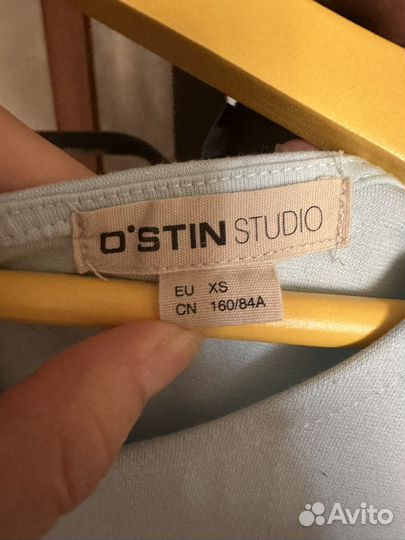 O'STIN STUDIO
EU XS
CN 160/84A
Avito